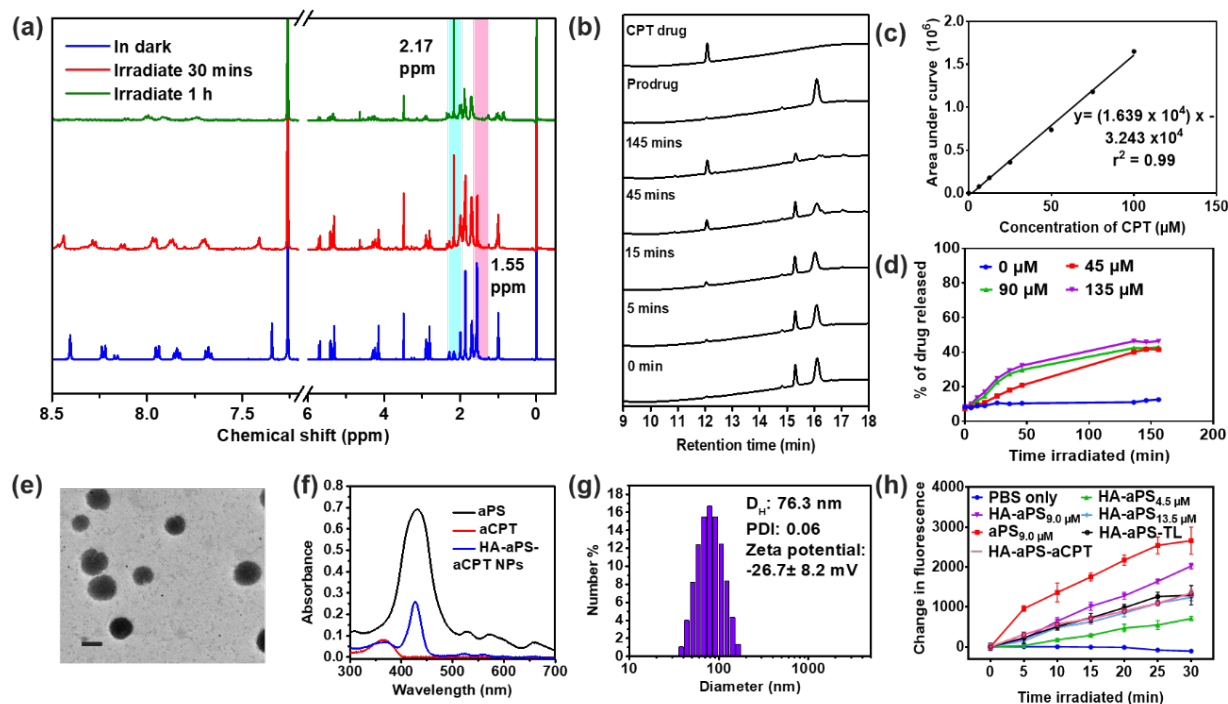 (a)
In dark
Irradiate 30 mins
Irradiate 1 h
2.17
ppm
1.55
ppm
8.5 8.0 7.5 6 4 2 0
Chemical shift (ppm)
(b)
CPT drug
Prodrug
145 mins
45 mins
15 mins
5 mins
0 min
9 10 11 12 13 14 15 16 17 18
Retention time (min)
(c)
Area under curve (10⁶)
2.0
1.5
1.0
0.5
0.0
y= (1.639 x 10⁴) x -
3.243 x10⁴
r² = 0.99
0 50 100 150
Concentration of CPT (µM)
(d)
% of drug released
100
80
60
40
20
0
0 µM 45 µM
90 µM 135 µM
0 50 100 150 200
Time irradiated (min)
(e)
(f)
Absorbance
0.8
0.7
0.6
0.5
0.4
0.3
0.2
0.1
0.0
aPS
aCPT
HA-aPS-
aCPT NPs
300 400 500 600 700
Wavelength (nm)
(g)
Number %
18
16
14
12
10
8
6
4
2
0
D_H: 76.3 nm
PDI: 0.06
Zeta potential:
-26.7± 8.2 mV
10 100 1000
Diameter (nm)
(h)
Change in fluorescence
4000
3000
2000
1000
0
PBS only HA-aPS4.5 µM
HA-aPS9.0 µM HA-aPS13.5 µM
aPS9.0 µM HA-aPS-TL
HA-aPS-aCPT
0 5 10 15 20 25 30
Time irradiated (min)